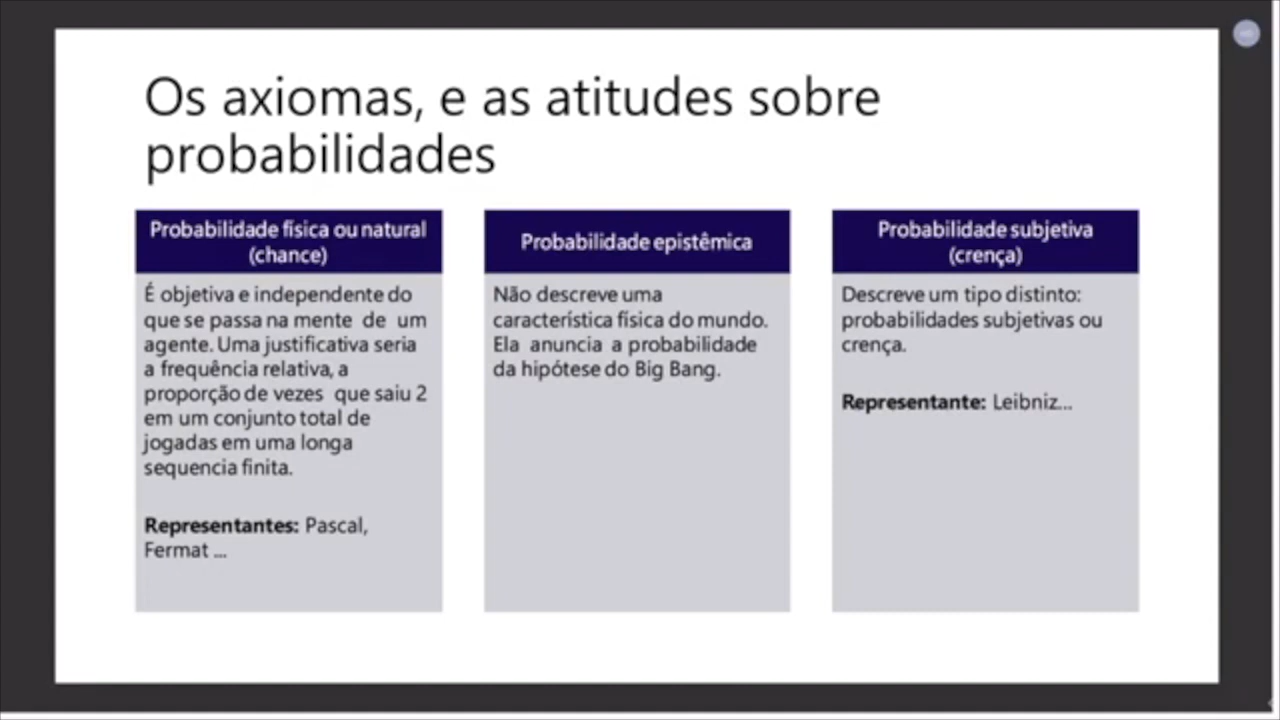 Os axiomas, e as atitudes sobre
probabilidades
Probabilidade física ou natural
(chance)
É objetiva e independente do
que se passa na mente de um
agente. Uma justificativa seria
a frequência relativa, a
proporção de vezes que saiu 2
em um conjunto total de
jogadas em uma longa
sequencia finita.
Representantes: Pascal,
Fermat ...
Probabilidade epistêmica
Não descreve uma
característica física do mundo.
Ela anuncia a probabilidade
da hipótese do Big Bang.
Probabilidade subjetiva
(crença)
Descreve um tipo distinto:
probabilidades subjetivas ou
crença.
Representante: Leibniz...